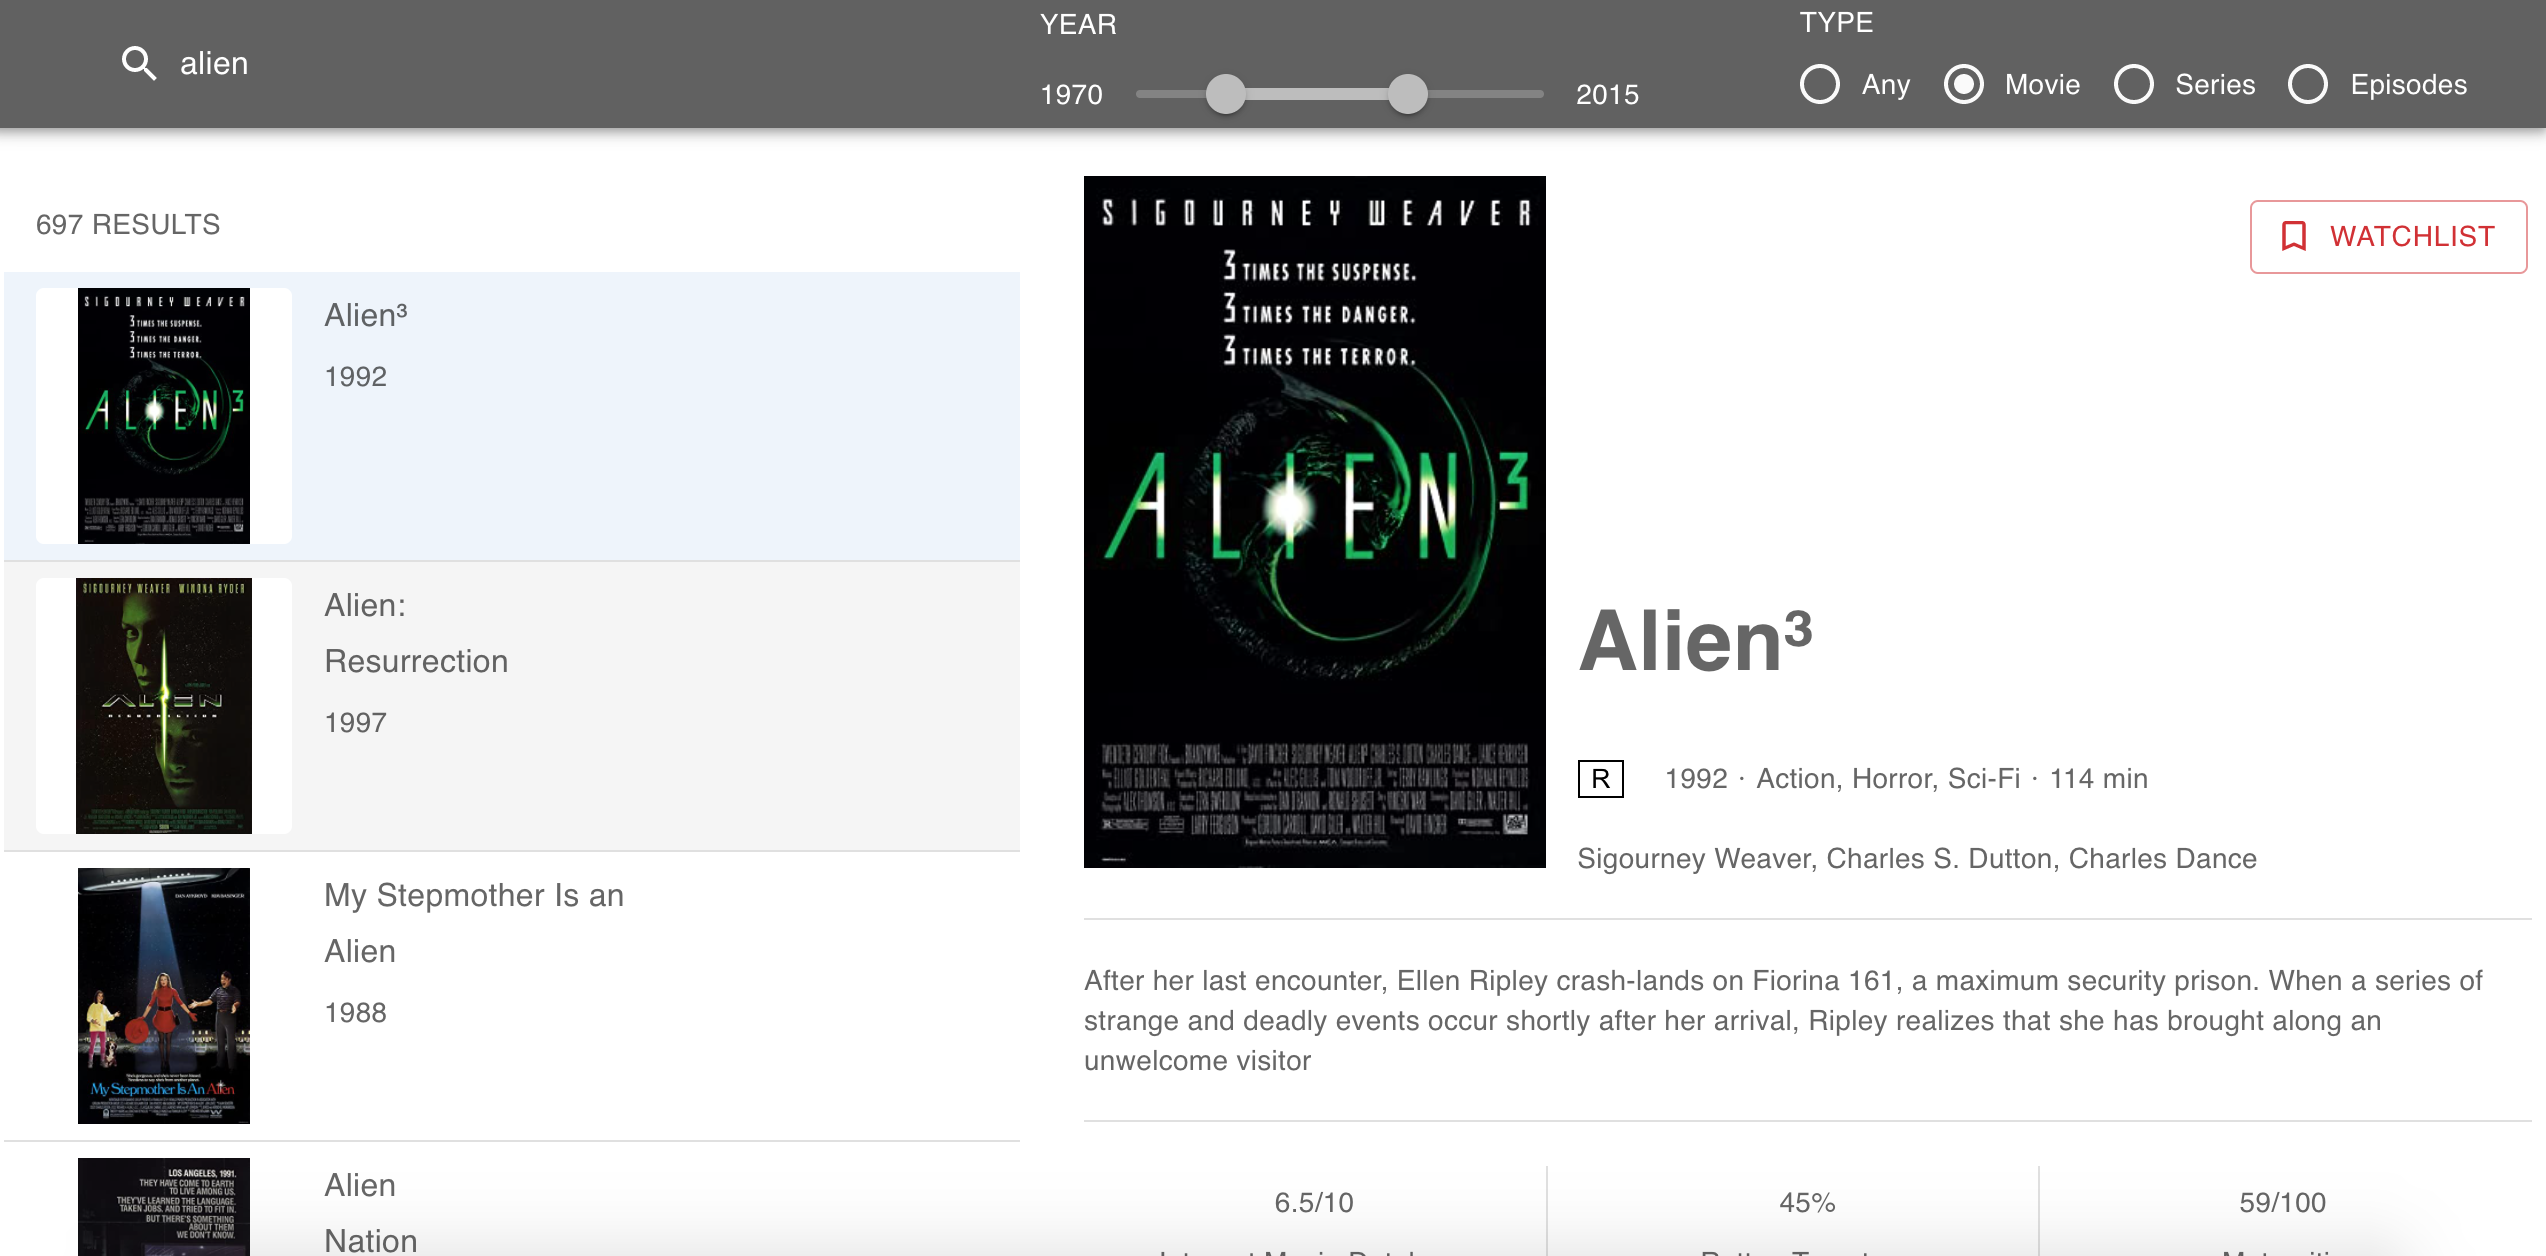 alien
YEAR
1970
2015
TYPE
Any
Movie
Series
Episodes
697 RESULTS
SIGOURNEY WEAVER
3 TIMES THE SUSPENSE.
3 TIMES THE DANGER.
3 TIMES THE TERROR.
ALIEN 3
Alien³
1992
SIGOURNEY WEAVER WINONA RYDER
ALIEN
RESURRECTION
Alien:
Resurrection
1997
DAN AYKROYD KIM BASINGER
My Stepmother Is An Alien
My Stepmother Is an
Alien
1988
LOS ANGELES, 1991.
THEY HAVE COME TO EARTH
TO LIVE AMONG US.
THEY'VE LEARNED THE LANGUAGE,
TAKEN JOBS, AND TRIED TO FIT IN.
BUT THERE'S SOMETHING
ABOUT THEM
WE DON'T KNOW.
Alien
Nation
SIGOURNEY WEAVER
3 TIMES THE SUSPENSE.
3 TIMES THE DANGER.
3 TIMES THE TERROR.
ALIEN 3
WATCHLIST
Alien³
R 1992 · Action, Horror, Sci-Fi · 114 min
Sigourney Weaver, Charles S. Dutton, Charles Dance
After her last encounter, Ellen Ripley crash-lands on Fiorina 161, a maximum security prison. When a series of
strange and deadly events occur shortly after her arrival, Ripley realizes that she has brought along an
unwelcome visitor
6.5/10
45%
59/100